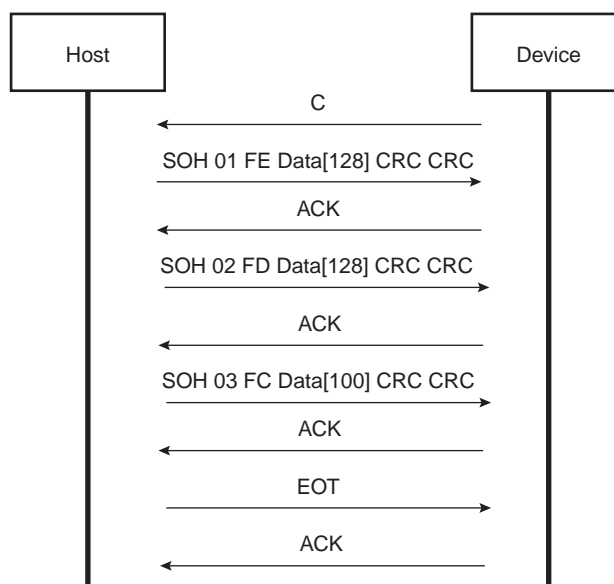 Host
Device
C
SOH 01 FE Data[128] CRC CRC
ACK
SOH 02 FD Data[128] CRC CRC
ACK
SOH 03 FC Data[100] CRC CRC
ACK
EOT
ACK